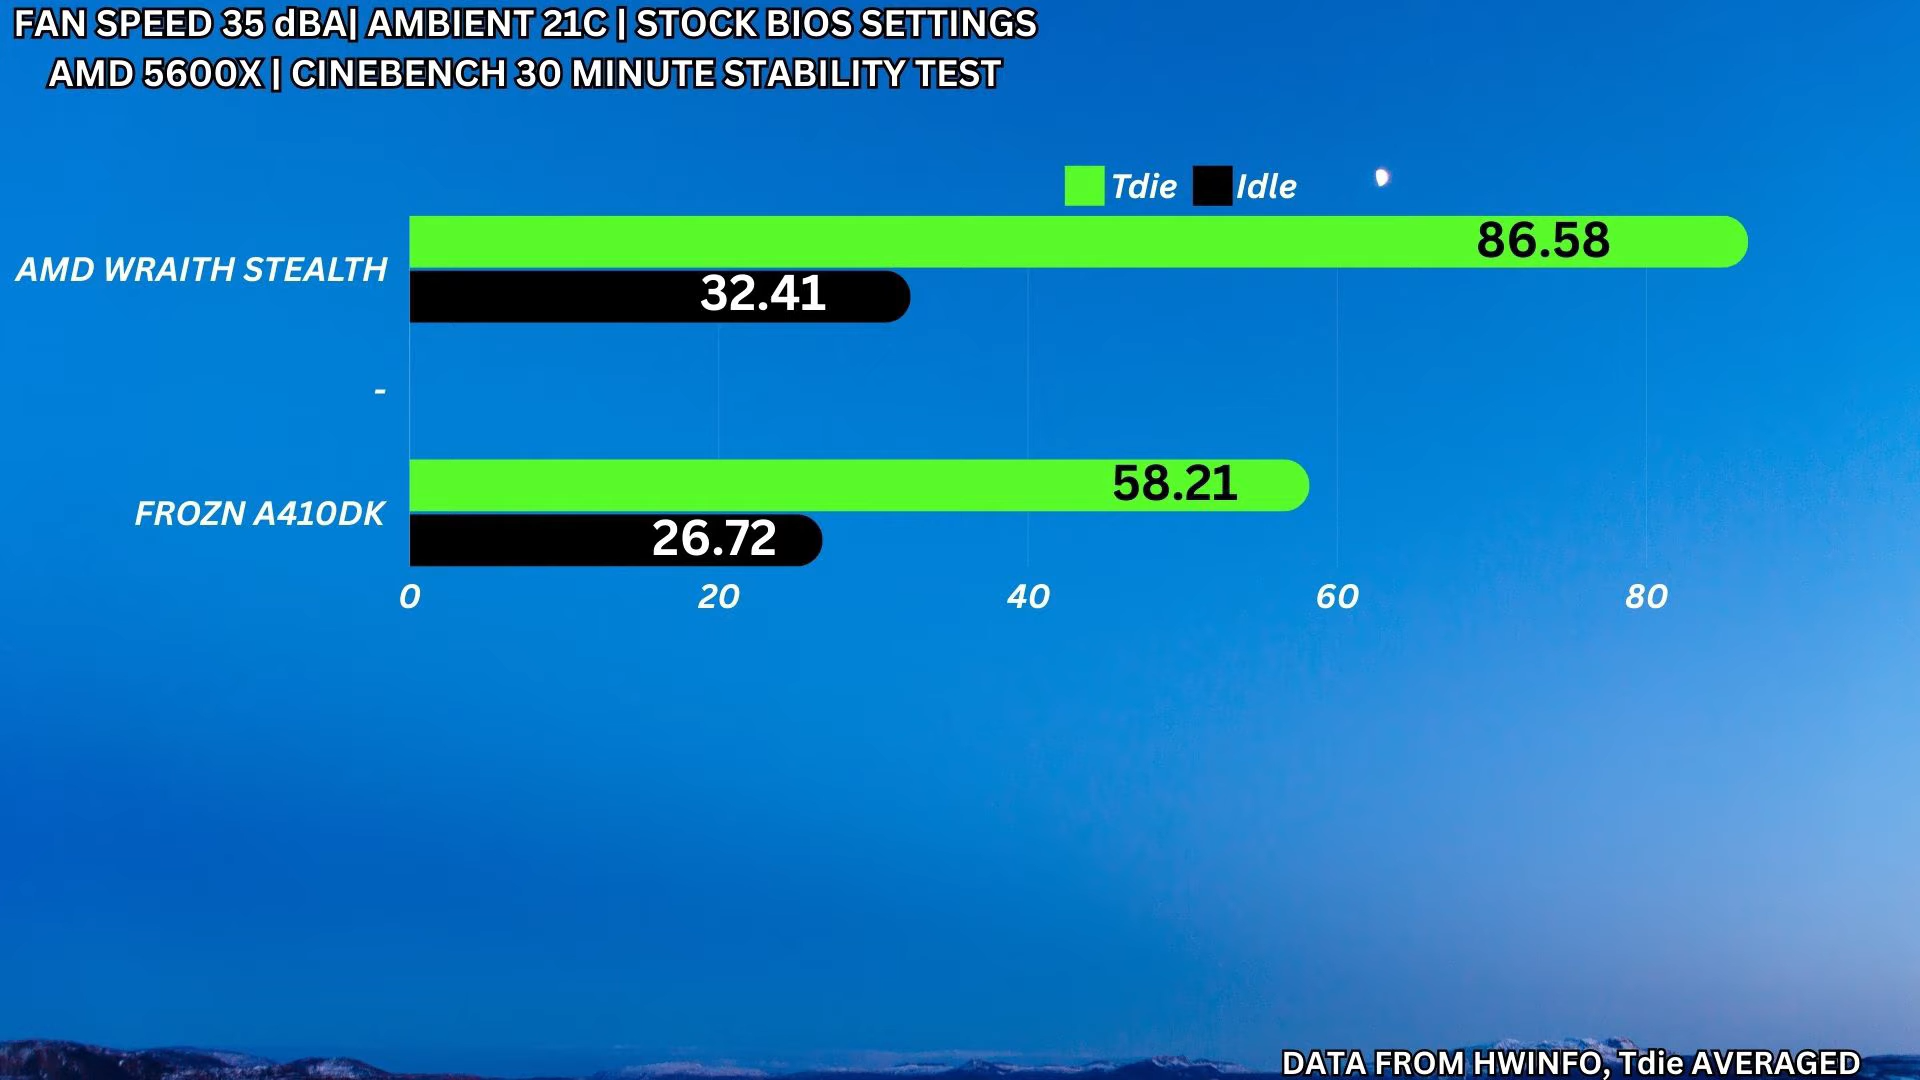 FAN SPEED 35 dBA| AMBIENT 21C | STOCK BIOS SETTINGS
AMD 5600X | CINEBENCH 30 MINUTE STABILITY TEST
Tdie Idle
86.58
AMD WRAITH STEALTH
32.41
-
58.21
FROZN A410DK
26.72
0 20 40 60 80
DATA FROM HWINFO, Tdie AVERAGED